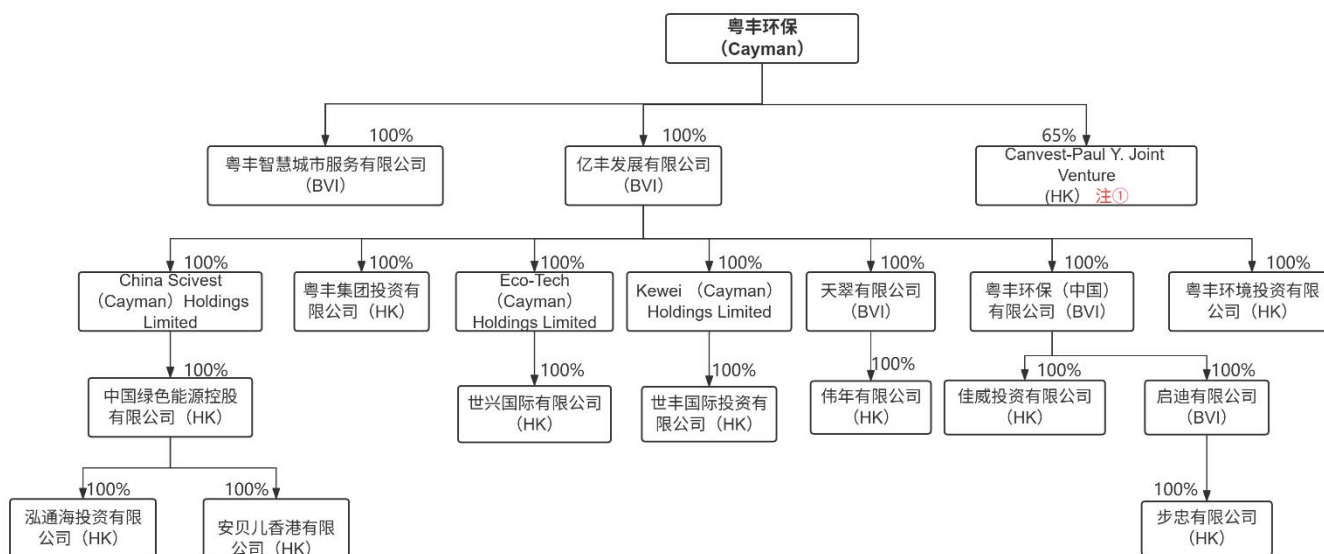 粤丰环保
（Cayman）
100%
100%
65%
粤丰智慧城市服务有限公司
（BVI）
亿丰发展有限公司
（BVI）
Canvest-Paul Y. Joint
Venture
（HK） 注①
100%
100%
100%
100%
100%
100%
100%
China Scivest
（Cayman）Holdings
Limited
粤丰集团投资有
限公司（HK）
Eco-Tech
（Cayman）
Holdings Limited
Kewei （Cayman）
Holdings Limited
天翠有限公司
（BVI）
粤丰环保（中国）
有限公司（BVI）
粤丰环境投资有限
公司（HK）
100%
100%
100%
100%
100%
100%
中国绿色能源控股
有限公司（HK）
世兴国际有限公司
（HK）
世丰国际投资有
限公司（HK）
伟年有限公司
（HK）
佳威投资有限公司
（HK）
启迪有限公司
（BVI）
100%
100%
100%
泓通海投资有限
公司（HK）
安贝儿香港有限
公司（HK）
步忠有限公司
（HK）